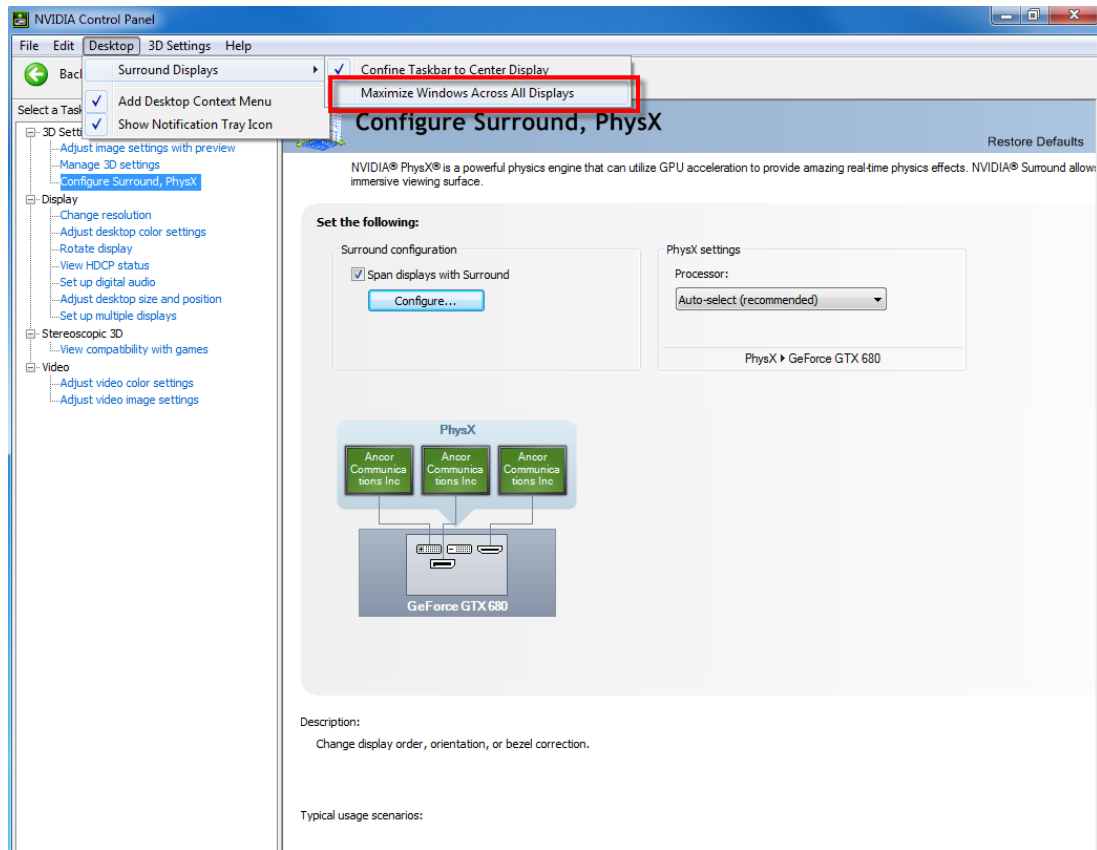 NVIDIA Control Panel
File Edit Desktop 3D Settings Help
Surround Displays
Confine Taskbar to Center Display
Maximize Windows Across All Displays
Add Desktop Context Menu
Show Notification Tray Icon
Configure Surround, PhysX
Restore Defaults
NVIDIA® PhysX® is a powerful physics engine that can utilize GPU acceleration to provide amazing real-time physics effects. NVIDIA® Surround allow
immersive viewing surface.
Adjust image settings with preview
Manage 3D settings
Configure Surround, PhysX
Display
Change resolution
Adjust desktop color settings
Rotate display
View HDCP status
Set up digital audio
Adjust desktop size and position
Set up multiple displays
Stereoscopic 3D
View compatibility with games
Video
Adjust video color settings
Adjust video image settings
Set the following:
Surround configuration
Span displays with Surround
Configure...
PhysX settings
Processor:
Auto-select (recommended)
PhysX GeForce GTX 680
PhysX
Ancor Communica tions Inc
Ancor Communica tions Inc
Ancor Communica tions Inc
GeForce GTX 680
Description:
Change display order, orientation, or bezel correction.
Typical usage scenarios: